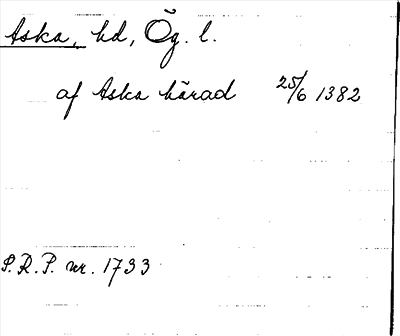 Aska, hd, Ög. l.
af Aska härad 25/6 1382
S.R.P. nr. 1733